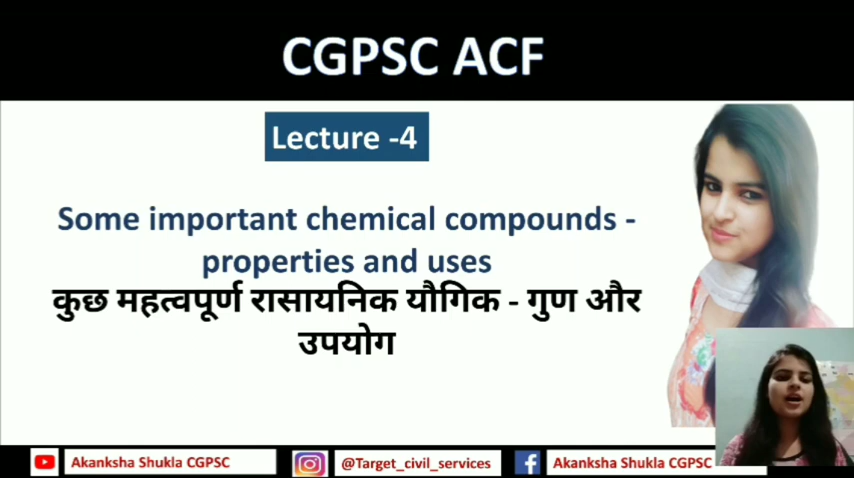 CGPSC ACF
Lecture -4
Some important chemical compounds -
properties and uses
कुछ महत्वपूर्ण रासायनिक यौगिक - गुण और
उपयोग
Akanksha Shukla CGPSC
@Target_civil_services
Akanksha Shukla CGPSC